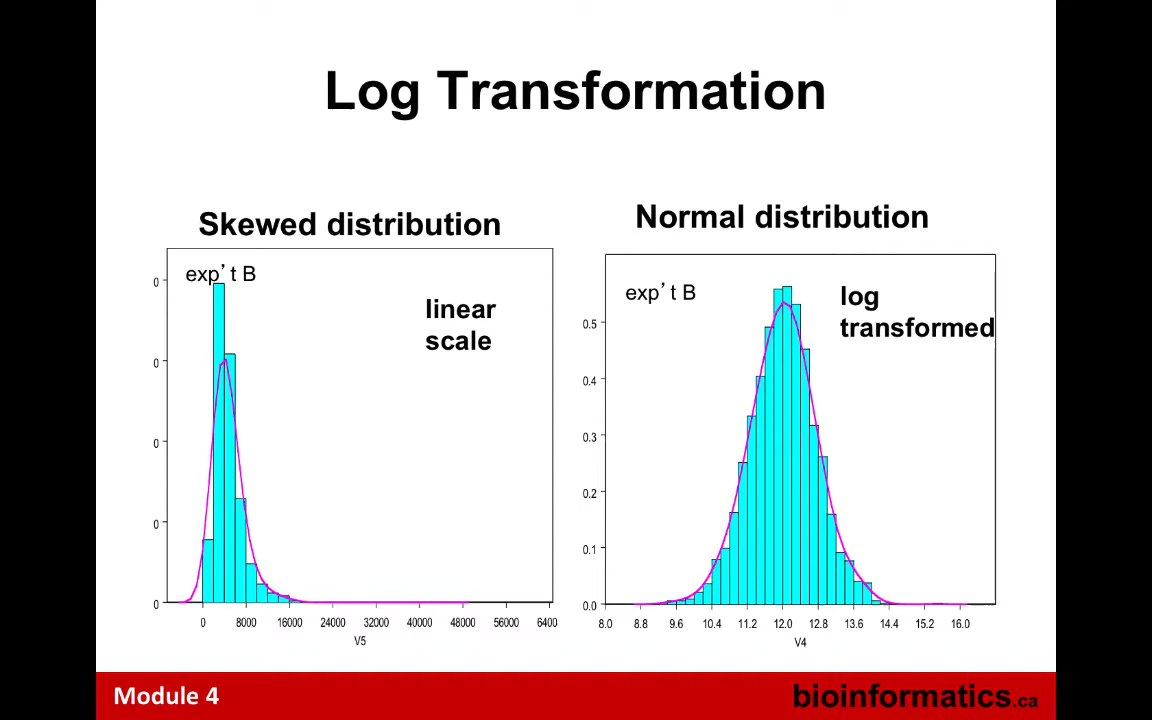 Log Transformation
Skewed distribution
exp’t B
linear
scale
0
0
0
0
0
0 8000 16000 24000 32000 40000 48000 56000 6400
V5
Normal distribution
exp’t B
log
transformed
0.5
0.4
0.3
0.2
0.1
0.0
8.0 8.8 9.6 10.4 11.2 12.0 12.8 13.6 14.4 15.2 16.0
V4
Module 4
bioinformatics.ca